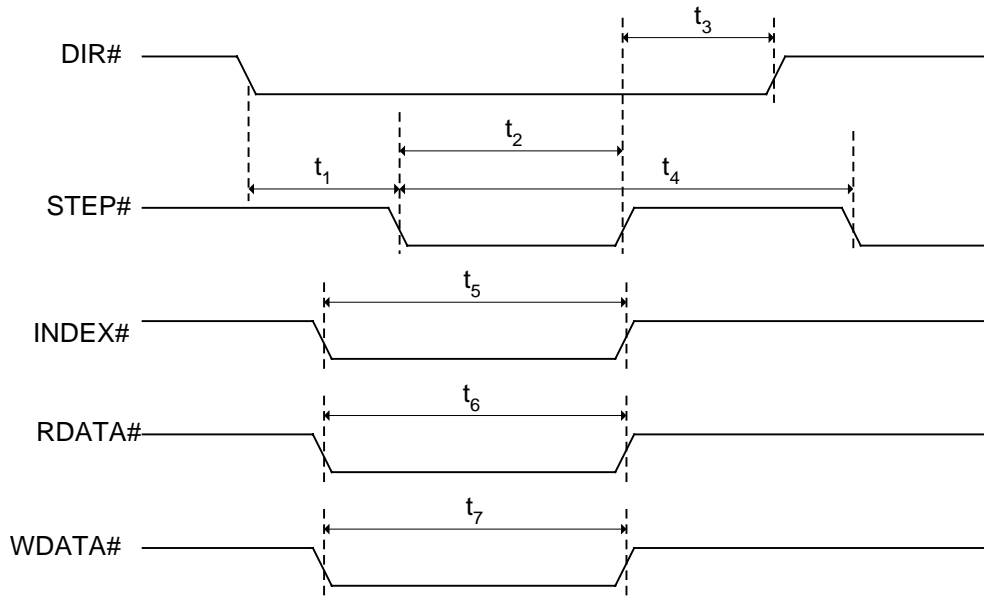 t₃
DIR#
t₂
t₁
t₄
STEP#
t₅
INDEX#
t₆
RDATA#
t₇
WDATA#